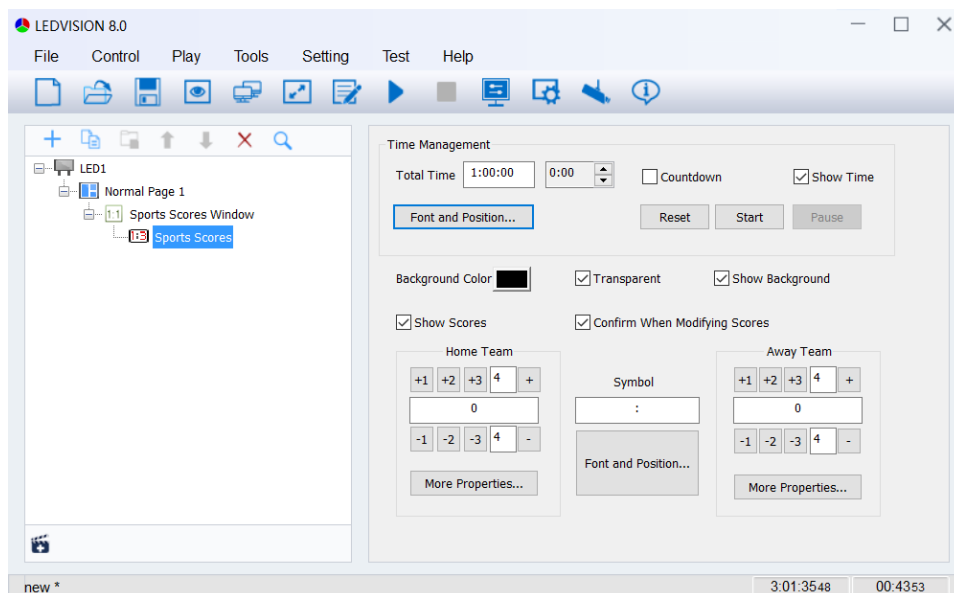 LEDVISION 8.0
File Control Play Tools Setting Test Help
LED1
Normal Page 1
1:1 Sports Scores Window
1:3 Sports Scores
Time Management
Total Time 1:00:00 0:00 Countdown Show Time
Font and Position... Reset Start Pause
Background Color Transparent Show Background
Show Scores Confirm When Modifying Scores
Home Team Away Team
+1 +2 +3 4 + Symbol +1 +2 +3 4 +
0 : 0
-1 -2 -3 4 - Font and Position... -1 -2 -3 4 -
More Properties... More Properties...
new * 3:01:3548 00:4353